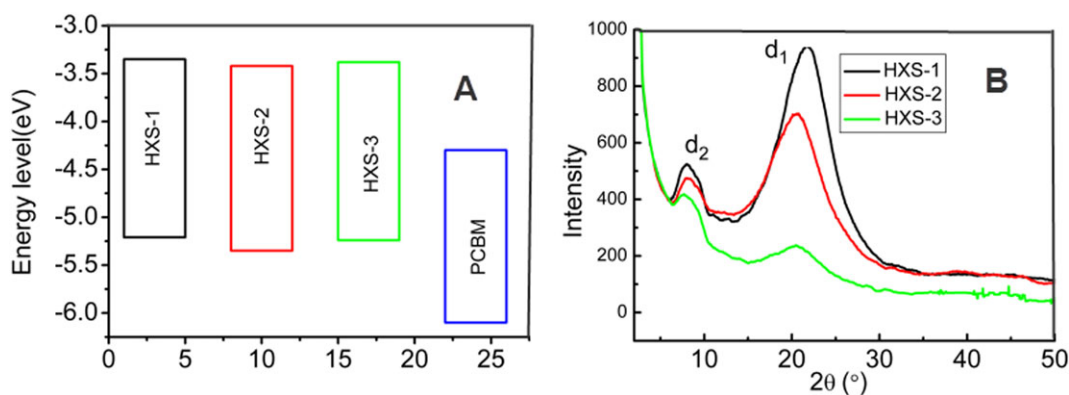 -3.0
-3.5
-4.0
-4.5
-5.0
-5.5
-6.0
Energy level(eV)
HXS-1
HXS-2
HXS-3
PCBM
A
0 5 10 15 20 25
1000
800
600
400
200
0
Intensity
d1
d2
HXS-1
HXS-2
HXS-3
B
10 20 30 40 50
2θ (°)